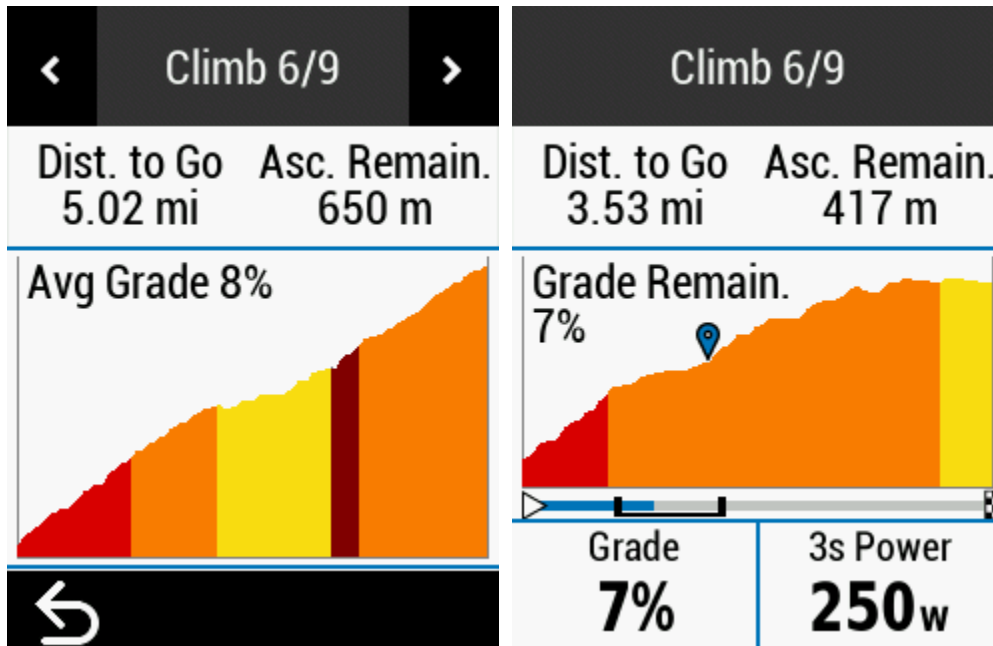 Climb 6/9
Dist. to Go Asc. Remain.
5.02 mi 650 m
Avg Grade 8%
Climb 6/9
Dist. to Go Asc. Remain.
3.53 mi 417 m
Grade Remain.
7%
Grade 3s Power
7% 250w